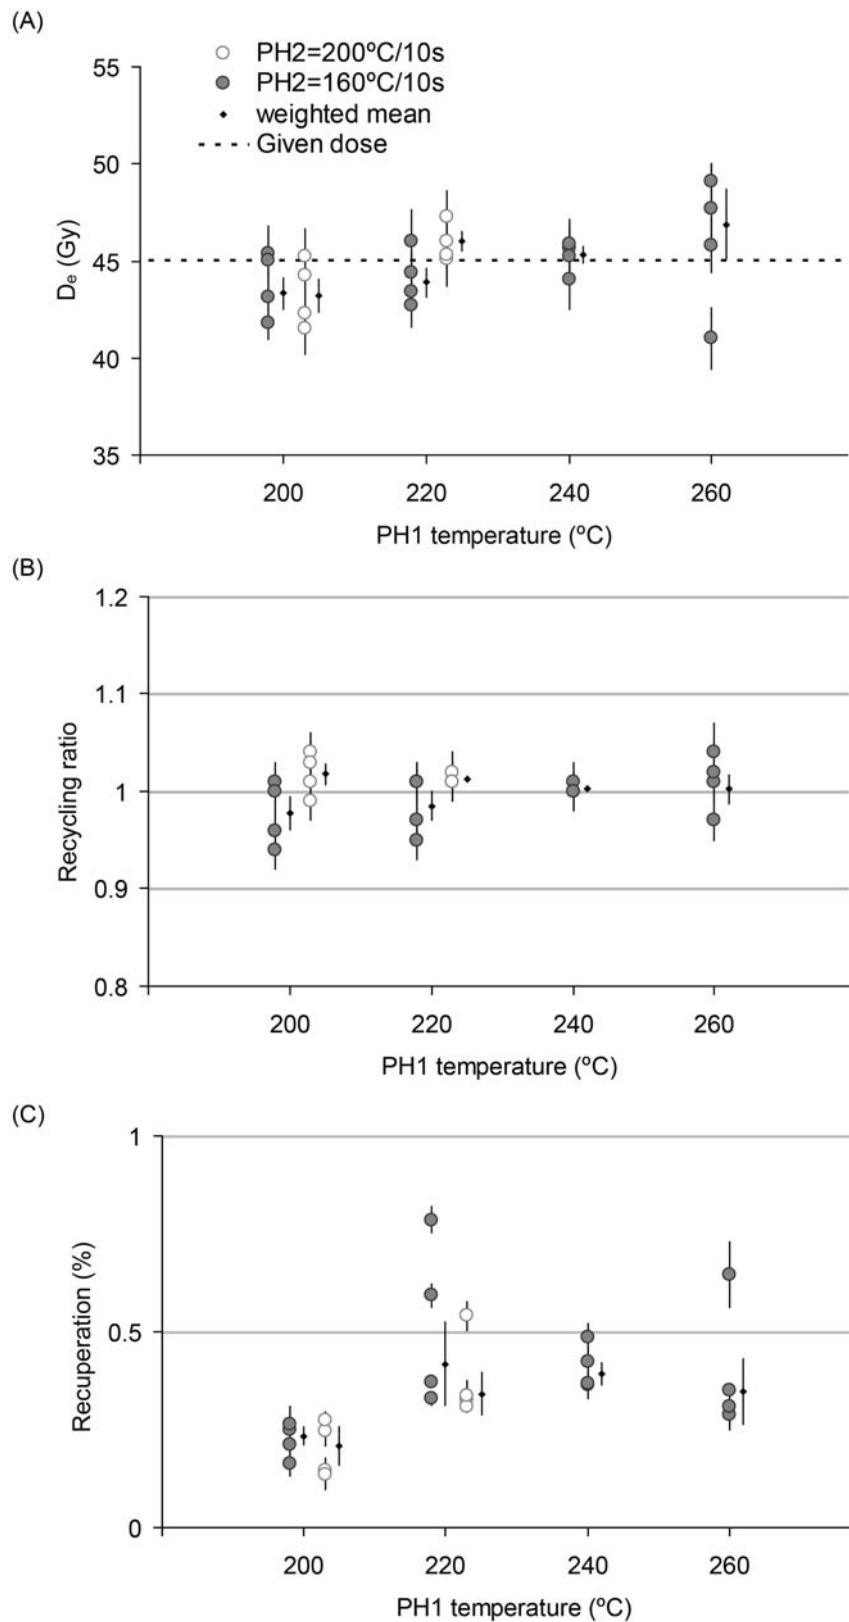 (A)
PH2=200ºC/10s
PH2=160ºC/10s
weighted mean
Given dose
55
50
45
40
35
Dₑ (Gy)
200 220 240 260
PH1 temperature (ºC)
(B)
1.2
1.1
1
0.9
0.8
Recycling ratio
200 220 240 260
PH1 temperature (ºC)
(C)
1
0.5
0
Recuperation (%)
200 220 240 260
PH1 temperature (ºC)